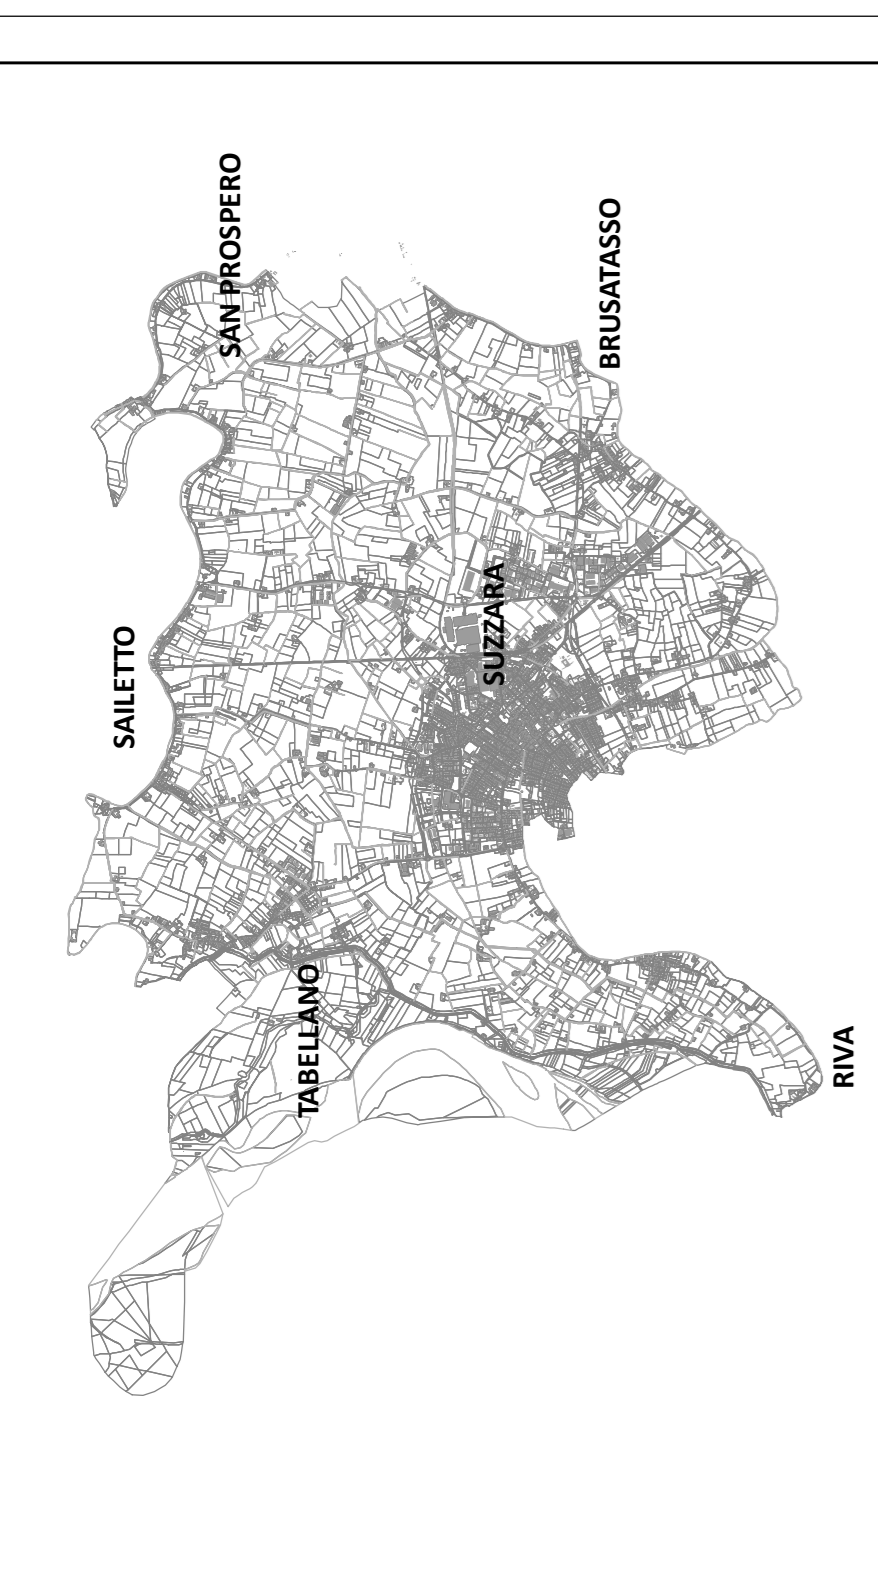 SAILETTO
SAN PROSPERO
TABELLANO
SUZZARA
BRUSATASSO
RIVA